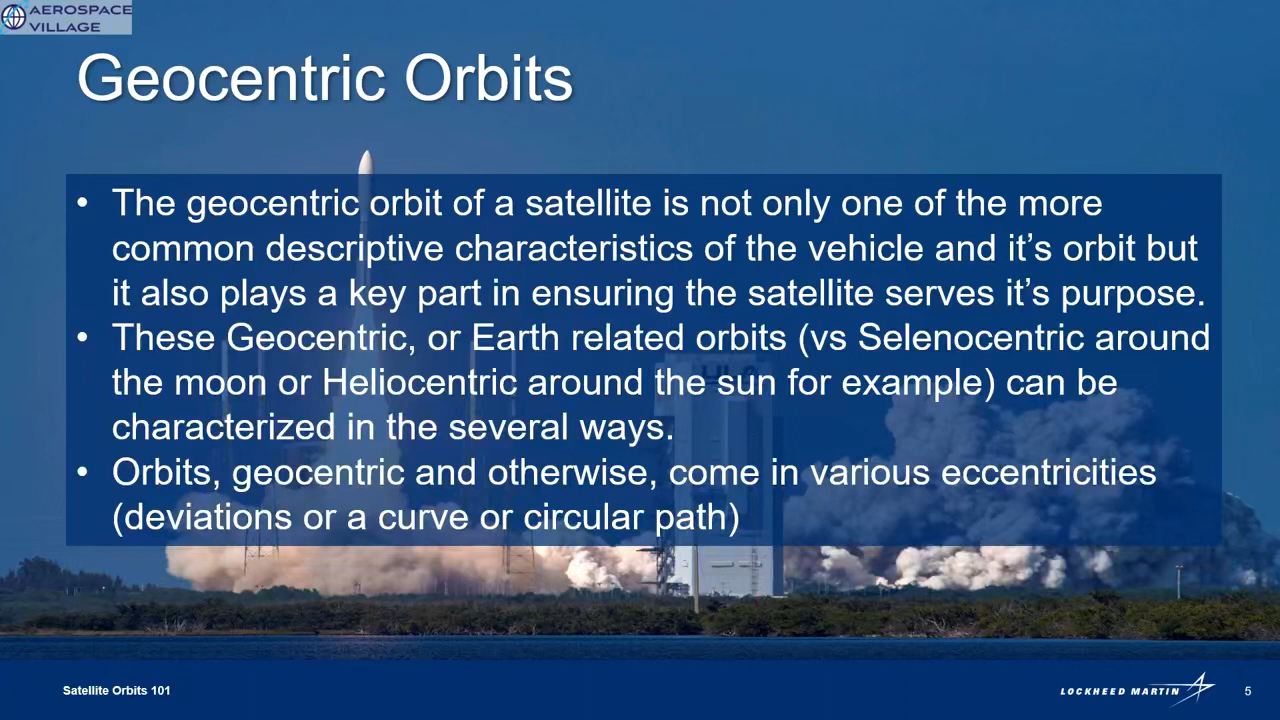 AEROSPACE
VILLAGE
Geocentric Orbits
• The geocentric orbit of a satellite is not only one of the more
common descriptive characteristics of the vehicle and it’s orbit but
it also plays a key part in ensuring the satellite serves it’s purpose.
• These Geocentric, or Earth related orbits (vs Selenocentric around
the moon or Heliocentric around the sun for example) can be
characterized in the several ways.
• Orbits, geocentric and otherwise, come in various eccentricities
(deviations or a curve or circular path)
Satellite Orbits 101
LOCKHEED MARTIN
5